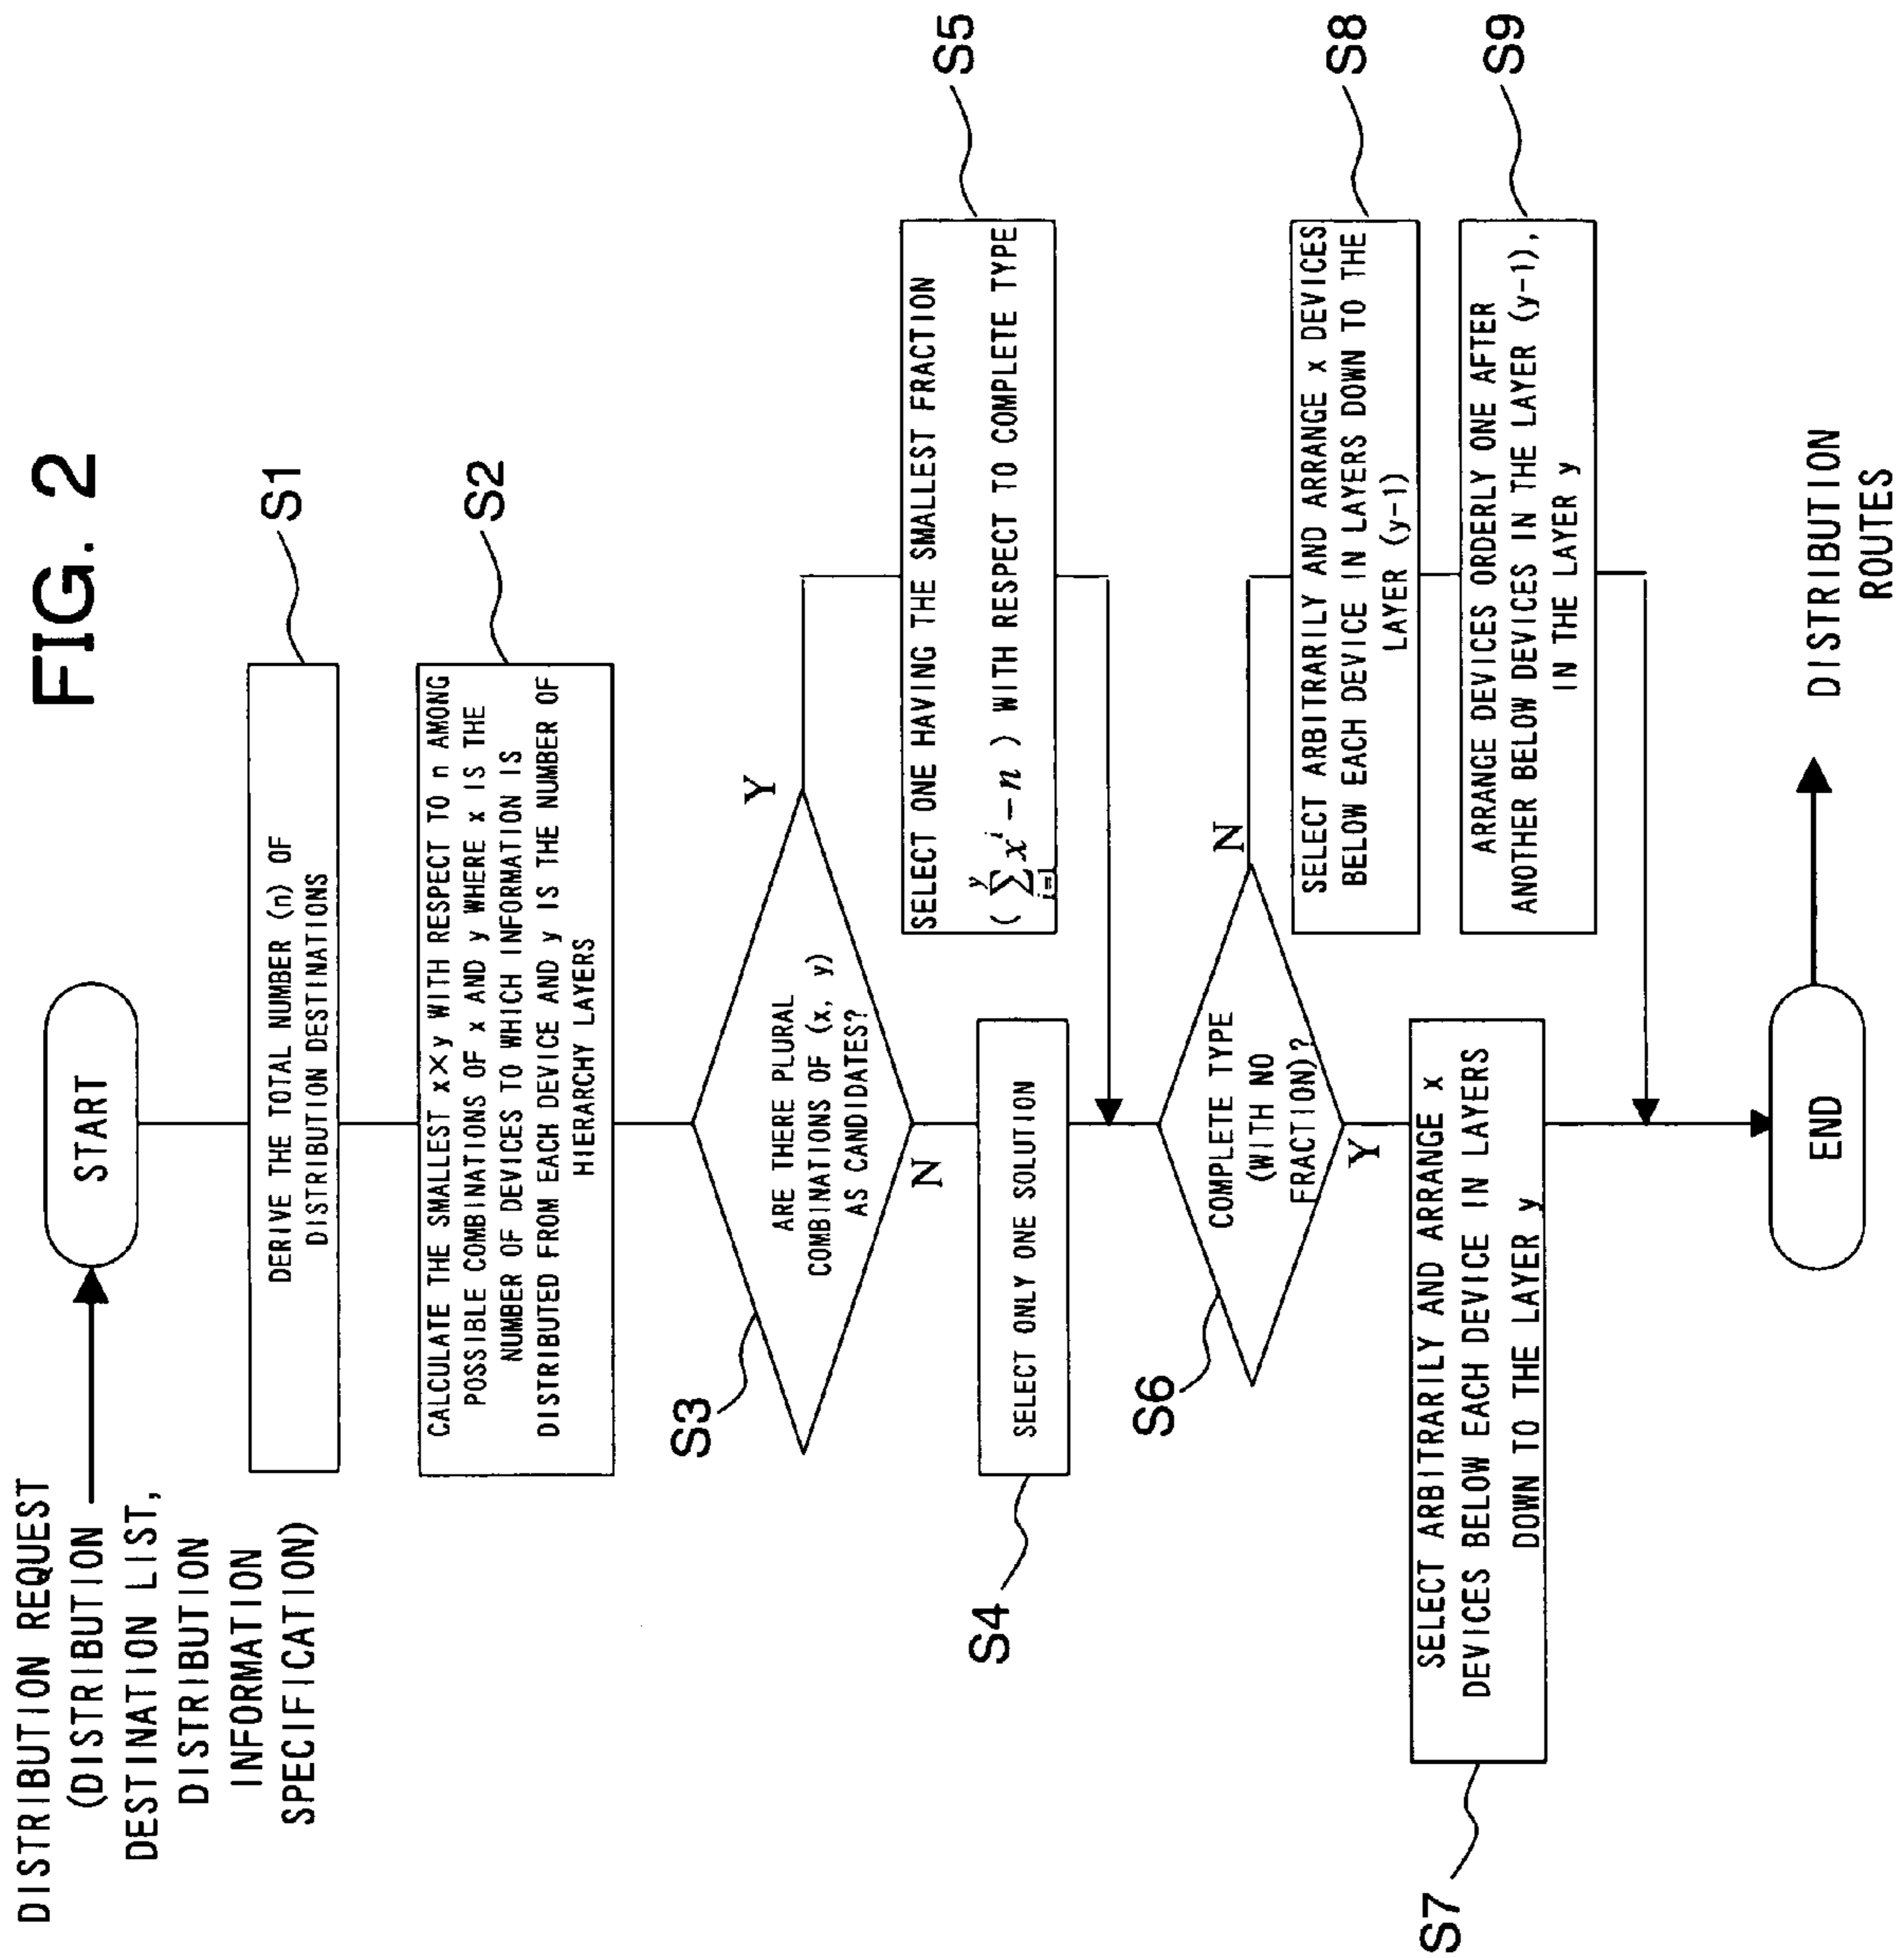 FIG. 2
DISTRIBUTION REQUEST
(DISTRIBUTION
DESTINATION LIST,
DISTRIBUTION
INFORMATION
SPECIFICATION)
START
DERIVE THE TOTAL NUMBER (n) OF
DISTRIBUTION DESTINATIONS
S1
CALCULATE THE SMALLEST x×y WITH RESPECT TO n AMONG
POSSIBLE COMBINATIONS OF x AND y WHERE x IS THE
NUMBER OF DEVICES TO WHICH INFORMATION IS
DISTRIBUTED FROM EACH DEVICE AND y IS THE NUMBER OF
HIERARCHY LAYERS
S2
S3
ARE THERE PLURAL
COMBINATIONS OF (x, y)
AS CANDIDATES?
Y
N
SELECT ONE HAVING THE SMALLEST FRACTION
( \sum_{i=1}^{y} x^i - n ) WITH RESPECT TO COMPLETE TYPE
S5
SELECT ONLY ONE SOLUTION
S4
S6
COMPLETE TYPE
(WITH NO
FRACTION)?
N
Y
SELECT ARBITRARILY AND ARRANGE x DEVICES
BELOW EACH DEVICE IN LAYERS DOWN TO THE
LAYER (y-1)
S8
ARRANGE DEVICES ORDERLY ONE AFTER
ANOTHER BELOW DEVICES IN THE LAYER (y-1),
IN THE LAYER y
S9
SELECT ARBITRARILY AND ARRANGE x
DEVICES BELOW EACH DEVICE IN LAYERS
DOWN TO THE LAYER y
S7
END
DISTRIBUTION
ROUTES